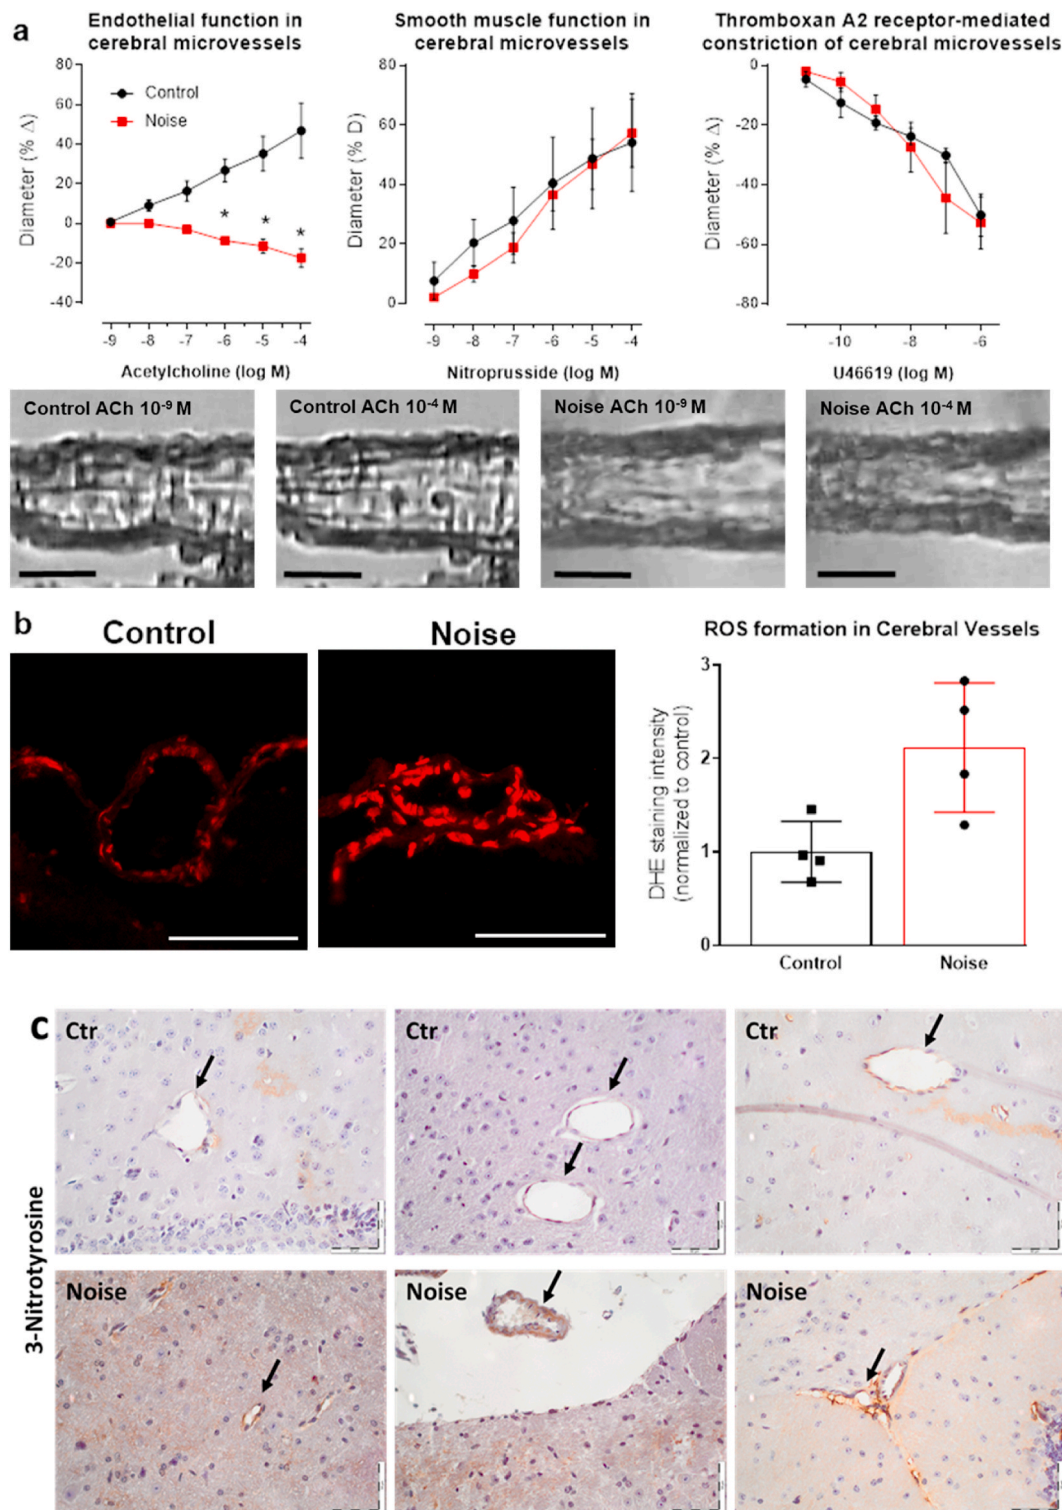 a
Endothelial function in
cerebral microvessels
Smooth muscle function in
cerebral microvessels
Thromboxan A2 receptor-mediated
constriction of cerebral microvessels
80
60
40
20
0
-20
-40
Diameter (% Δ)
Control
Noise
*
*
*
-9 -8 -7 -6 -5 -4
Acetylcholine (log M)
80
60
40
20
0
Diameter (% D)
-9 -8 -7 -6 -5 -4
Nitroprusside (log M)
0
-20
-40
-60
-80
Diameter (% Δ)
-10 -8 -6
U46619 (log M)
Control ACh 10⁻⁹ M
Control ACh 10⁻⁴ M
Noise ACh 10⁻⁹ M
Noise ACh 10⁻⁴ M
b
Control
Noise
ROS formation in Cerebral Vessels
3
2
1
0
DHE staining intensity
(normalized to control)
Control
Noise
c
3-Nitrotyrosine
Ctr
Ctr
Ctr
Noise
Noise
Noise